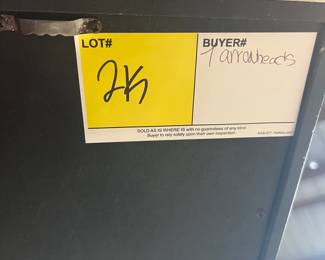 LOT#
BUYER#
7 arrowheads
2K
SOLD AS IS WHERE IS with no guarantees of any kind
Buyer to rely solely upon their own inspection